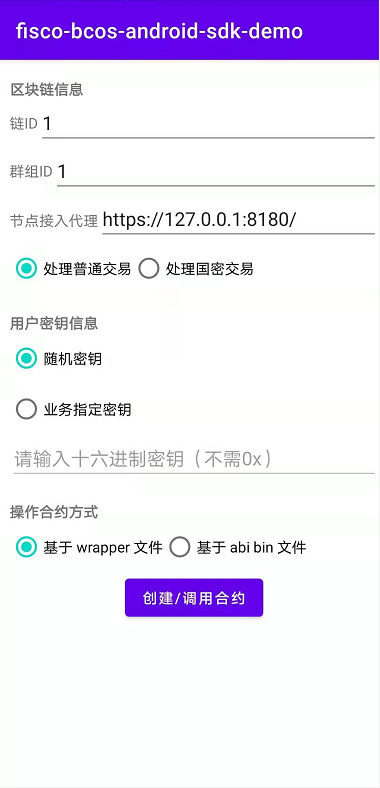 fisco-bcos-android-sdk-demo
区块链信息
链ID 1
群组ID 1
节点接入代理 https://127.0.0.1:8180/
处理普通交易 处理国密交易
用户密钥信息
随机密钥
业务指定密钥
请输入十六进制密钥（不需0x）
操作合约方式
基于 wrapper 文件 基于 abi bin 文件
创建/调用合约